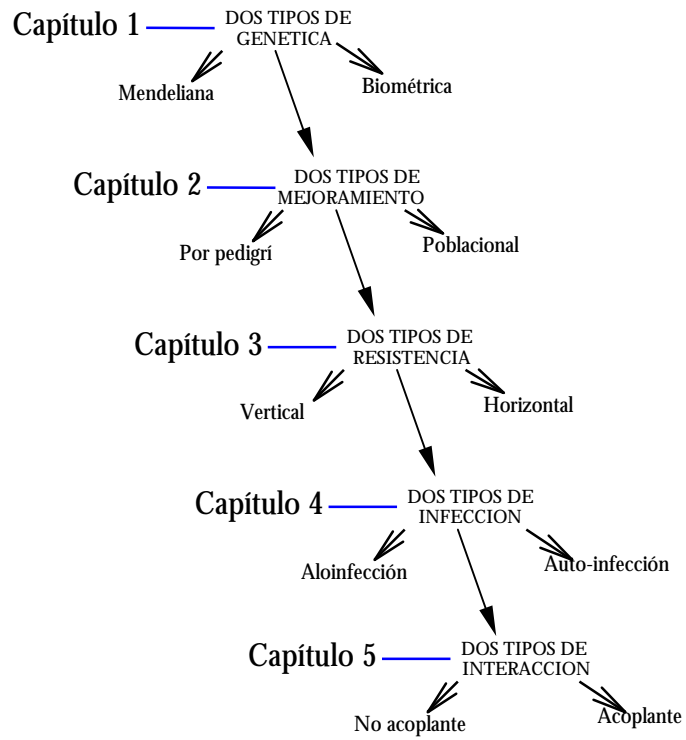 Capítulo 1
DOS TIPOS DE
GENETICA
Mendeliana
Biométrica
Capítulo 2
DOS TIPOS DE
MEJORAMIENTO
Por pedigrí
Poblacional
Capítulo 3
DOS TIPOS DE
RESISTENCIA
Vertical
Horizontal
Capítulo 4
DOS TIPOS DE
INFECCION
Aloinfección
Auto-infección
Capítulo 5
DOS TIPOS DE
INTERACCION
No acoplante
Acoplante